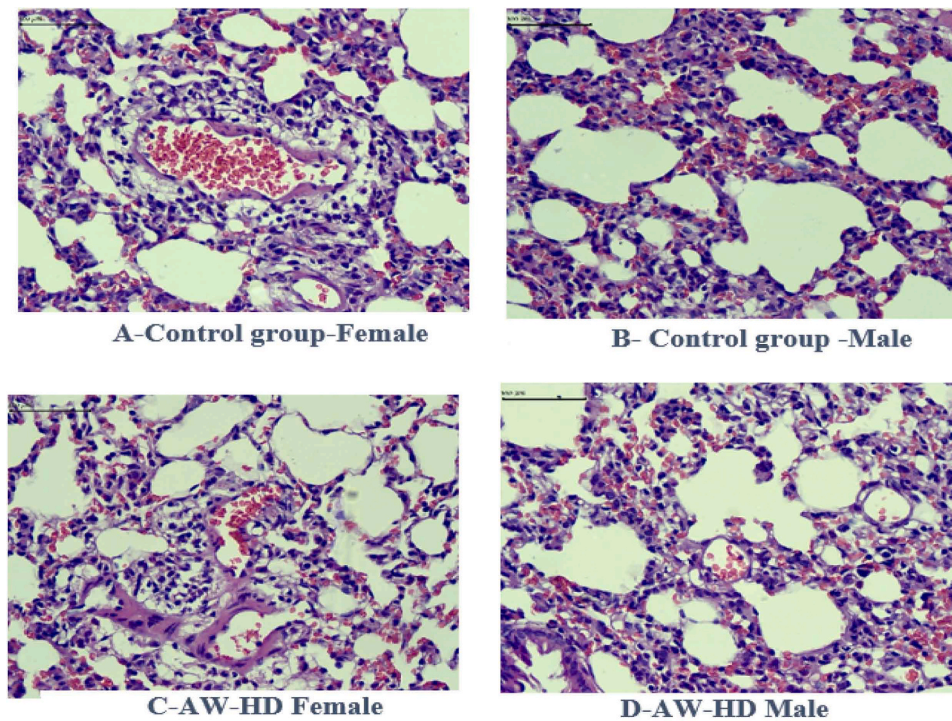 A-Control group-Female
B- Control group -Male
C-AW-HD Female
D-AW-HD Male